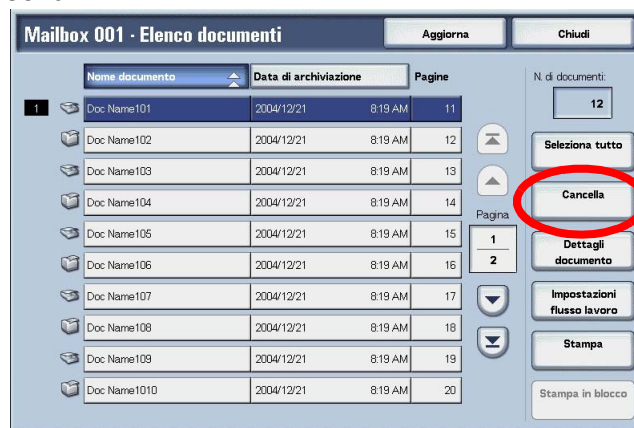 Mailbox 001 - Elenco documenti
Aggiorna
Chiudi
Nome documento
Data di archiviazione
Pagine
N. di documenti:
12
1
Doc Name101 2004/12/21 8:19 AM 11
Doc Name102 2004/12/21 8:19 AM 12
Doc Name103 2004/12/21 8:19 AM 13
Doc Name104 2004/12/21 8:19 AM 14
Doc Name105 2004/12/21 8:19 AM 15
Doc Name106 2004/12/21 8:19 AM 16
Doc Name107 2004/12/21 8:19 AM 17
Doc Name108 2004/12/21 8:19 AM 18
Doc Name109 2004/12/21 8:19 AM 19
Doc Name1010 2004/12/21 8:19 AM 20
Pagina
1
2
Seleziona tutto
Cancella
Dettagli
documento
Impostazioni
flusso lavoro
Stampa
Stampa in blocco